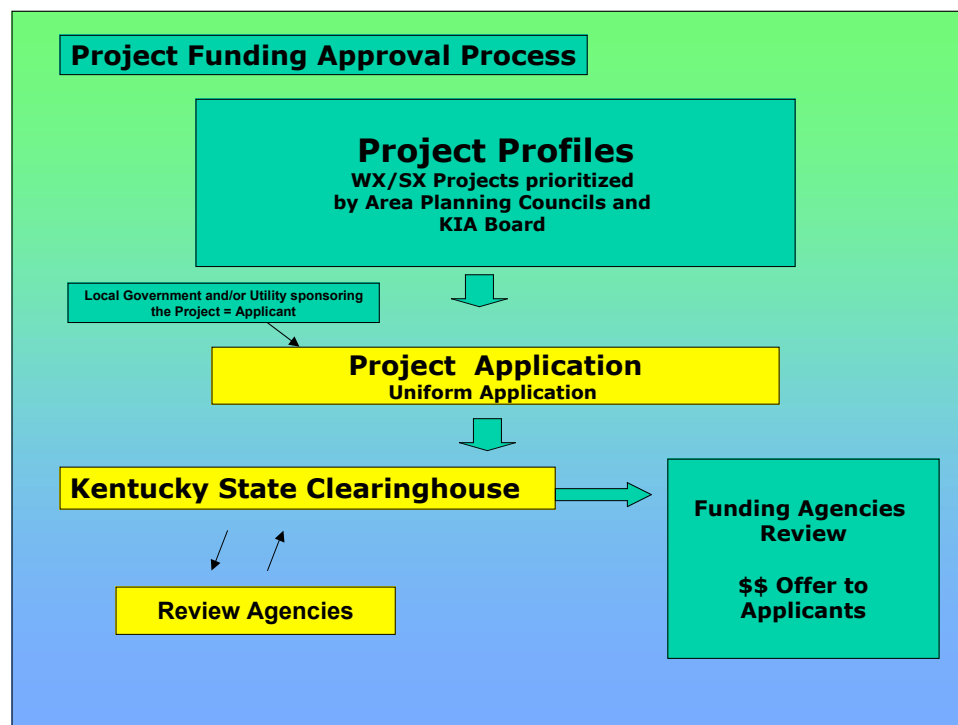 Project Funding Approval Process
Project Profiles
WX/SX Projects prioritized
by Area Planning Councils and
KIA Board
Local Government and/or Utility sponsoring
the Project = Applicant
Project Application
Uniform Application
Kentucky State Clearinghouse
Funding Agencies
Review
$$ Offer to
Applicants
Review Agencies